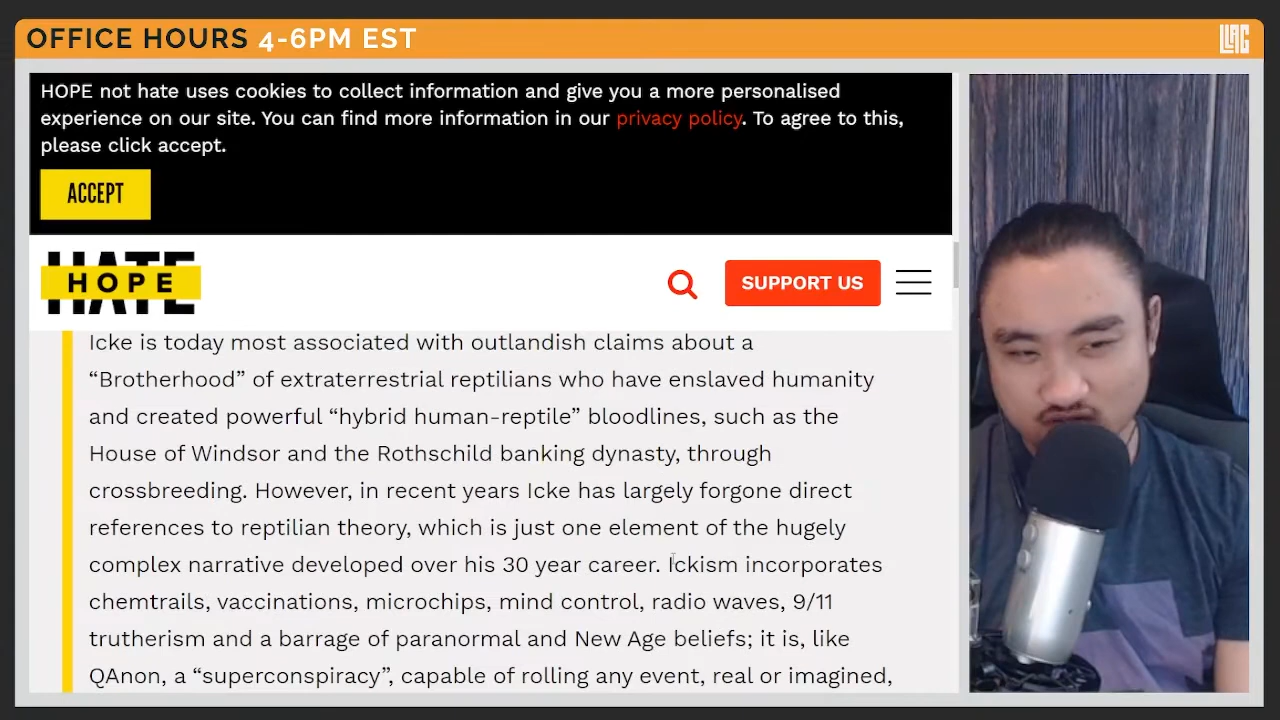 OFFICE HOURS 4-6PM EST
LLAG
HOPE not hate uses cookies to collect information and give you a more personalised
experience on our site. You can find more information in our privacy policy. To agree to this,
please click accept.
ACCEPT
HATE
HOPE
SUPPORT US
Icke is today most associated with outlandish claims about a
“Brotherhood” of extraterrestrial reptilians who have enslaved humanity
and created powerful “hybrid human-reptile” bloodlines, such as the
House of Windsor and the Rothschild banking dynasty, through
crossbreeding. However, in recent years Icke has largely forgone direct
references to reptilian theory, which is just one element of the hugely
complex narrative developed over his 30 year career. Ickism incorporates
chemtrails, vaccinations, microchips, mind control, radio waves, 9/11
trutherism and a barrage of paranormal and New Age beliefs; it is, like
QAnon, a “superconspiracy”, capable of rolling any event, real or imagined,